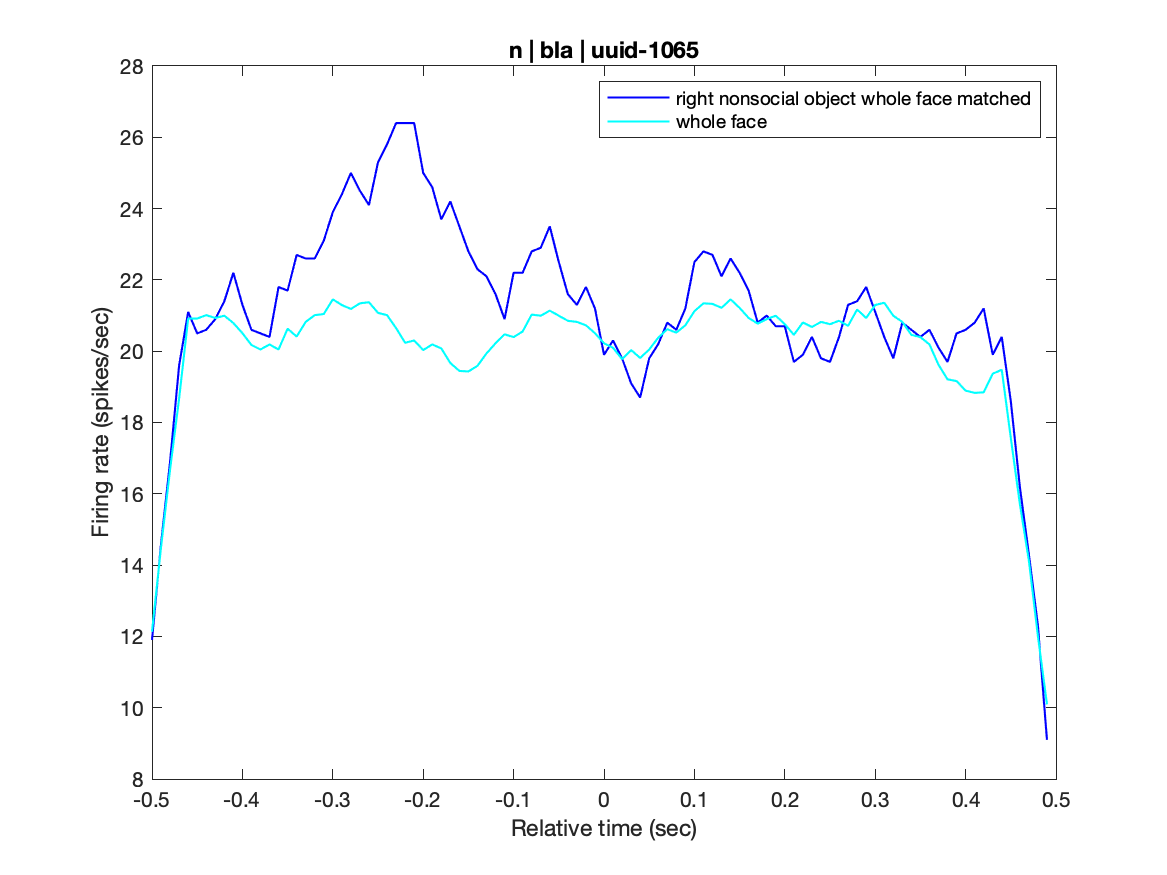 n | bla | uuid-1065
right nonsocial object whole face matched
whole face
28
26
24
22
20
18
16
14
12
10
8
Firing rate (spikes/sec)
-0.5 -0.4 -0.3 -0.2 -0.1 0 0.1 0.2 0.3 0.4 0.5
Relative time (sec)